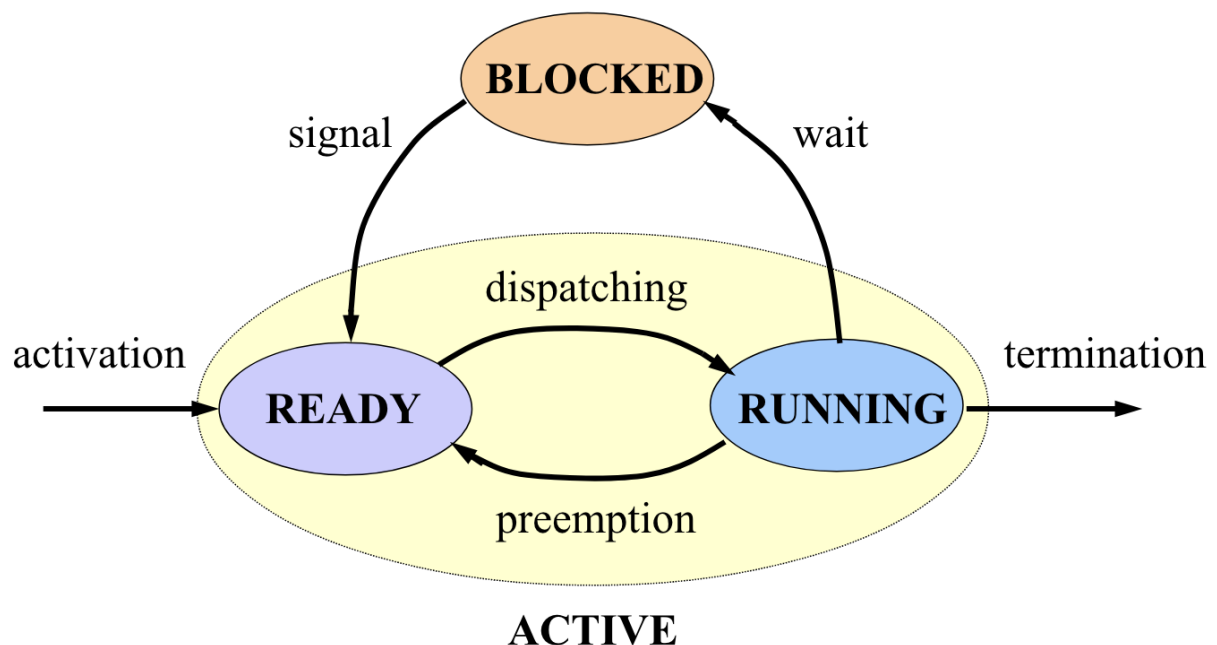 BLOCKED
signal
wait
dispatching
activation
termination
READY
RUNNING
preemption
ACTIVE